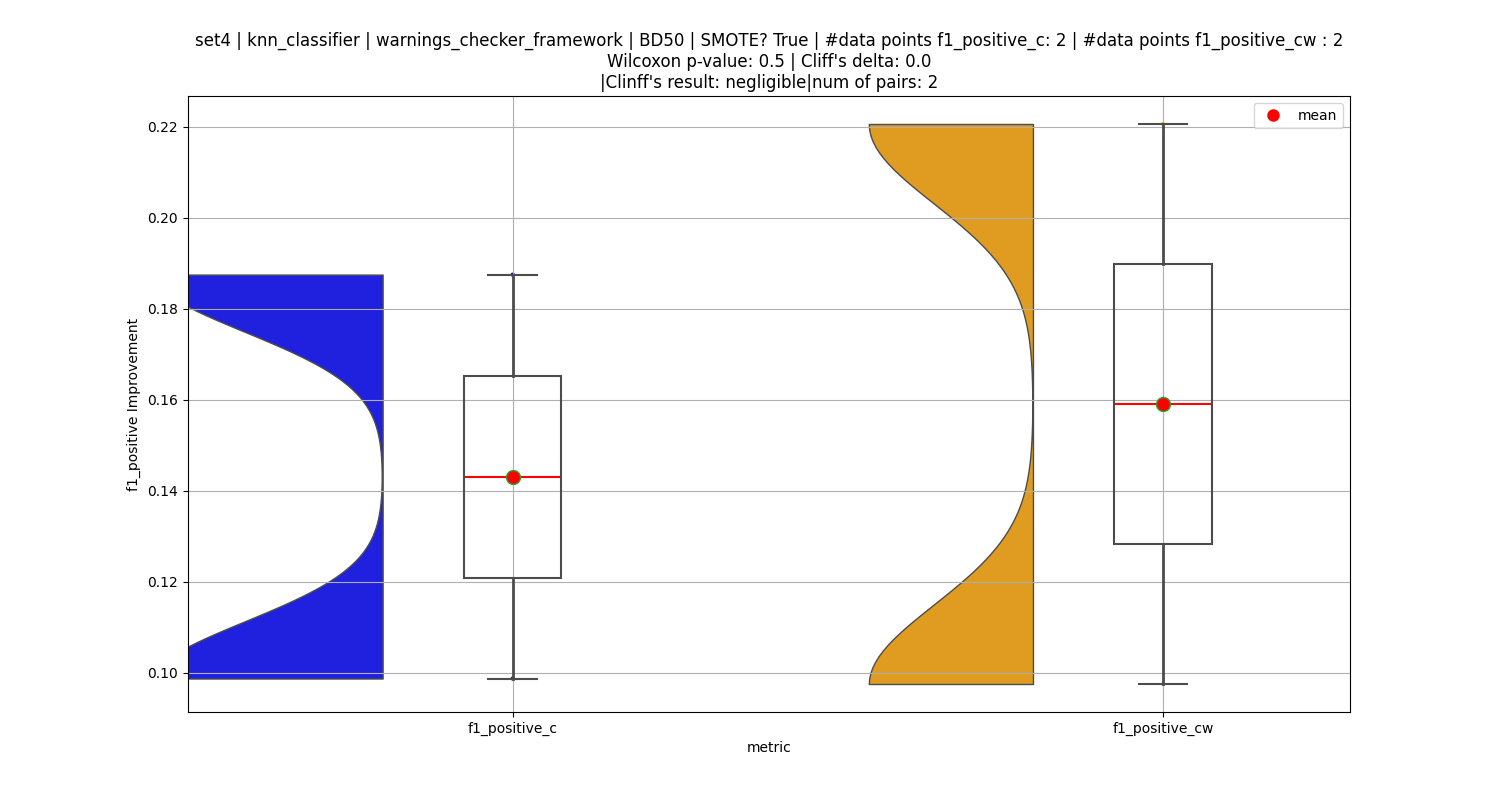 set4 | knn_classifier | warnings_checker_framework | BD50 | SMOTE? True | #data points f1_positive_c: 2 | #data points f1_positive_cw : 2
Wilcoxon p-value: 0.5 | Cliff's delta: 0.0
|Clinff's result: negligible|num of pairs: 2
mean
0.22
0.20
0.18
0.16
0.14
0.12
0.10
f1_positive Improvement
f1_positive_c
f1_positive_cw
metric